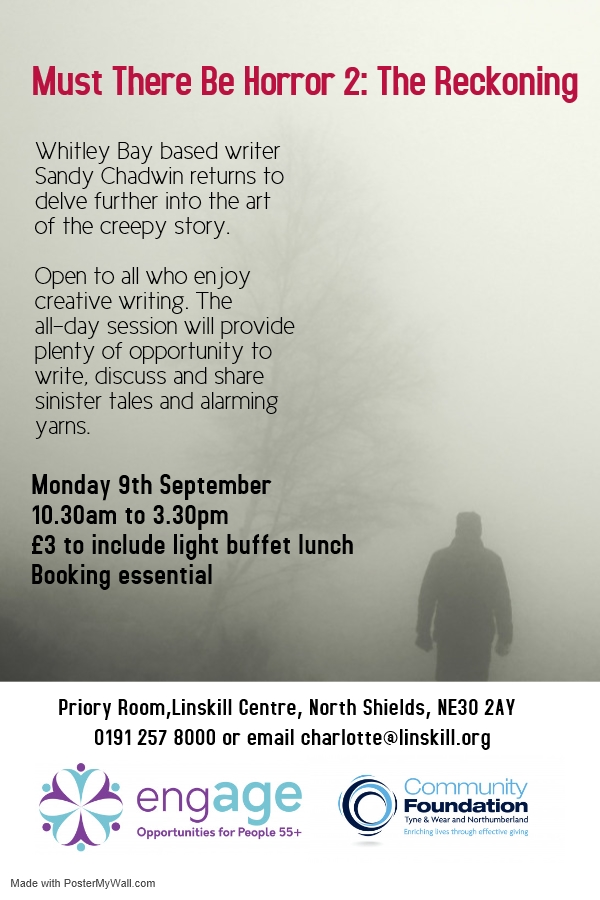 Must There Be Horror 2: The Reckoning
Whitley Bay based writer
Sandy Chadwin returns to
delve further into the art
of the creepy story.
Open to all who enjoy
creative writing. The
all-day session will provide
plenty of opportunity to
write, discuss and share
sinister tales and alarming
yarns.
Monday 9th September
10.30am to 3.30pm
£3 to include light buffet lunch
Booking essential
Priory Room,Linskill Centre, North Shields, NE30 2AY
0191 257 8000 or email charlotte@linskill.org
engage
Opportunities for People 55+
Community
Foundation
Tyne & Wear and Northumberland
Enriching lives through effective giving
Made with PosterMyWall.com